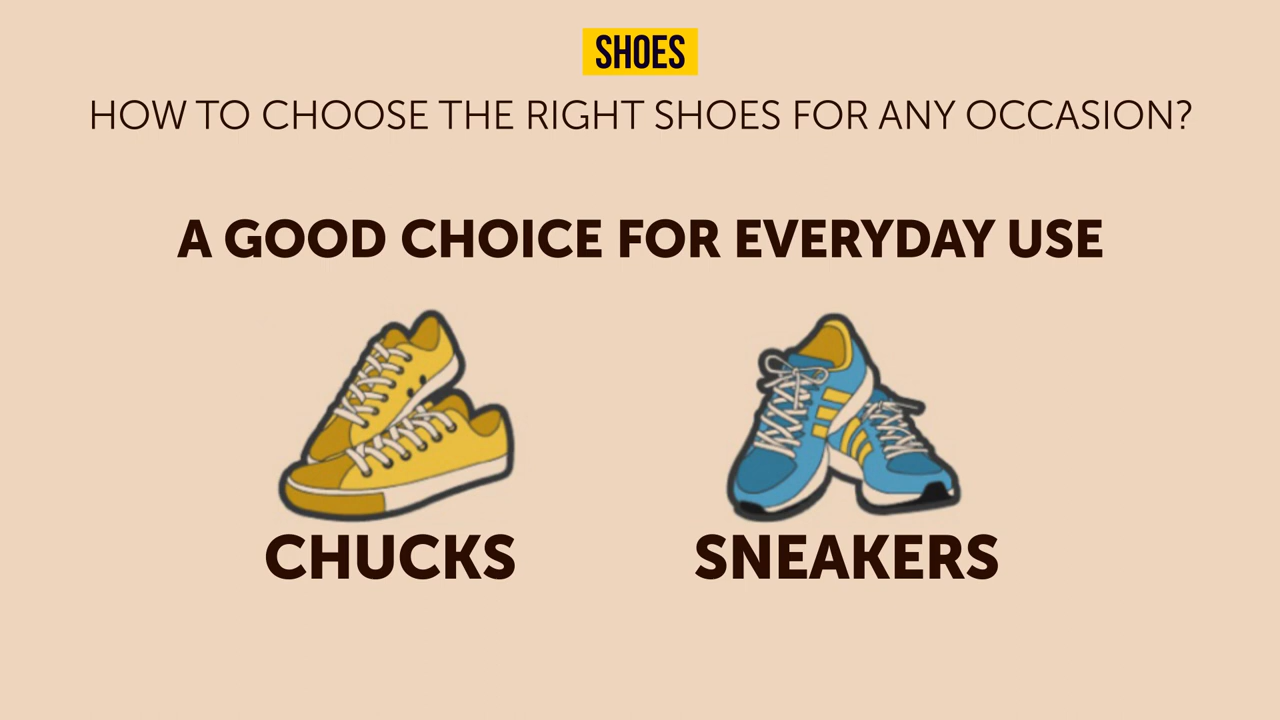 SHOES
HOW TO CHOOSE THE RIGHT SHOES FOR ANY OCCASION?
A GOOD CHOICE FOR EVERYDAY USE
CHUCKS
SNEAKERS